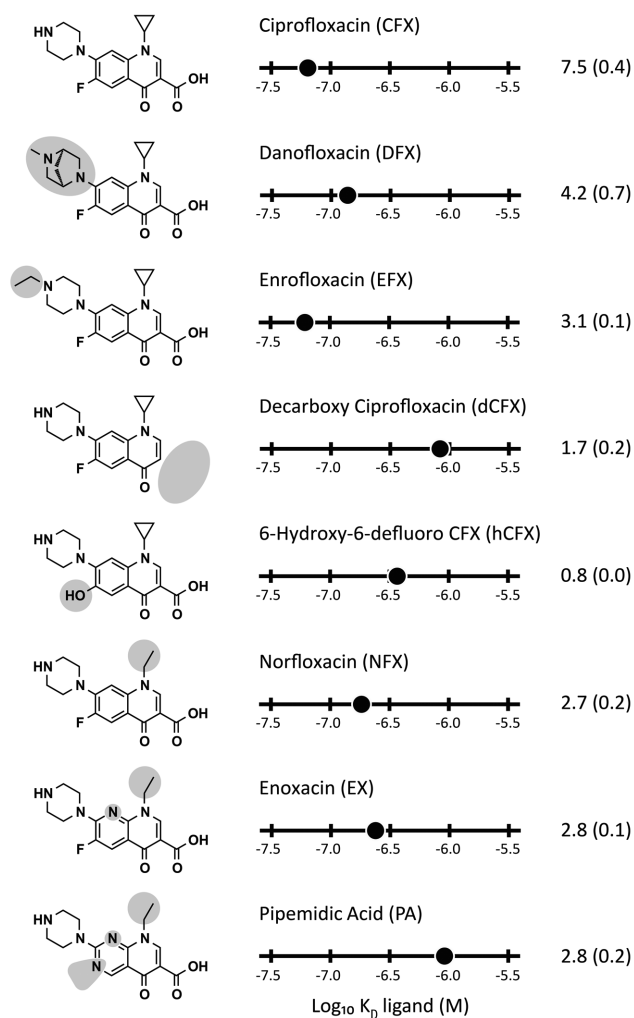 Ciprofloxacin (CFX)
HN
N
N
F
O
O
OH
-7.5 -7.0 -6.5 -6.0 -5.5
7.5 (0.4)
Danofloxacin (DFX)
N
N
N
F
O
O
OH
-7.5 -7.0 -6.5 -6.0 -5.5
4.2 (0.7)
Enrofloxacin (EFX)
N
N
N
F
O
O
OH
-7.5 -7.0 -6.5 -6.0 -5.5
3.1 (0.1)
Decarboxy Ciprofloxacin (dCFX)
HN
N
N
F
O
-7.5 -7.0 -6.5 -6.0 -5.5
1.7 (0.2)
6-Hydroxy-6-defluoro CFX (hCFX)
HN
N
N
HO
O
O
OH
-7.5 -7.0 -6.5 -6.0 -5.5
0.8 (0.0)
Norfloxacin (NFX)
HN
N
N
F
O
O
OH
-7.5 -7.0 -6.5 -6.0 -5.5
2.7 (0.2)
Enoxacin (EX)
HN
N
N
N
F
O
O
OH
-7.5 -7.0 -6.5 -6.0 -5.5
2.8 (0.1)
Pipemidic Acid (PA)
HN
N
N
N
N
O
O
OH
-7.5 -7.0 -6.5 -6.0 -5.5
2.8 (0.2)
Log₁₀ K_D ligand (M)